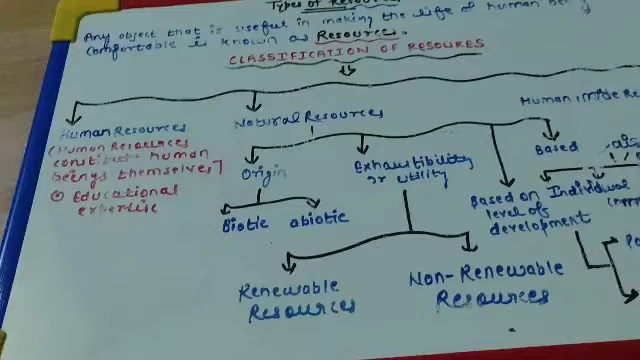 Types of Resources
Any object that is useful in making the life of human being
comfortable is known as Resources.
CLASSIFICATION OF RESOURES
Human Resources
(Human Resources
constitute human
beings themselves]
Educational
expertise
Natural Resources
Origin
Biotic abiotic
Exhaustibility
or utility
Renewable
Resources
Non-Renewable
Resources
Based on
level of
development
Human made Re
Based
Individual